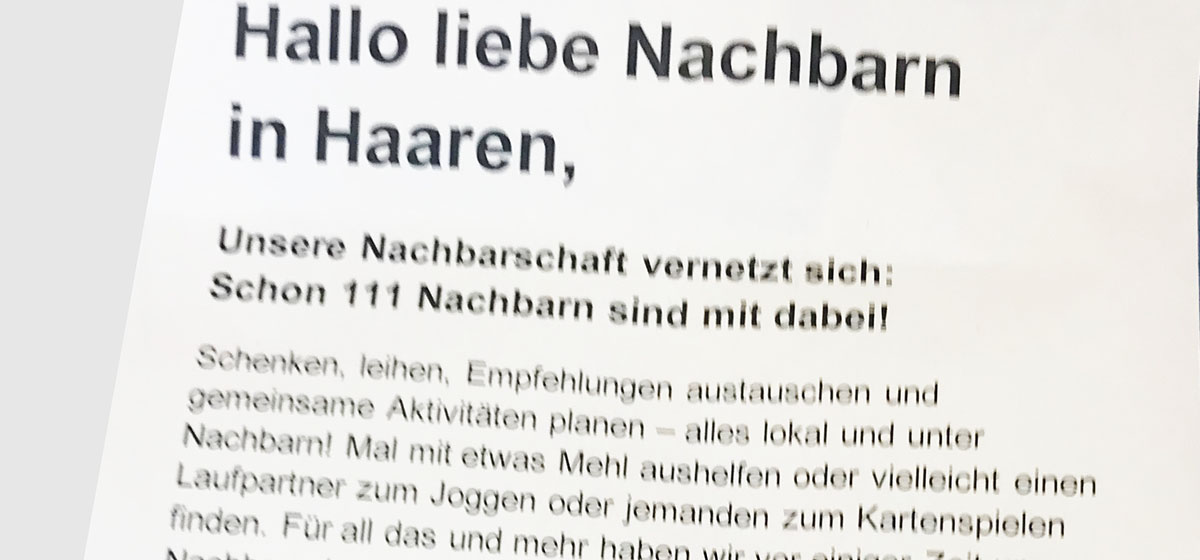 Hallo liebe Nachbarn
in Haaren,
Unsere Nachbarschaft vernetzt sich:
Schon 111 Nachbarn sind mit dabei!
Schenken, leihen, Empfehlungen austauschen und
gemeinsame Aktivitäten planen – alles lokal und unter
Nachbarn! Mal mit etwas Mehl aushelfen oder vielleicht einen
Laufpartner zum Joggen oder jemanden zum Kartenspielen
finden. Für all das und mehr haben wir vor einiger